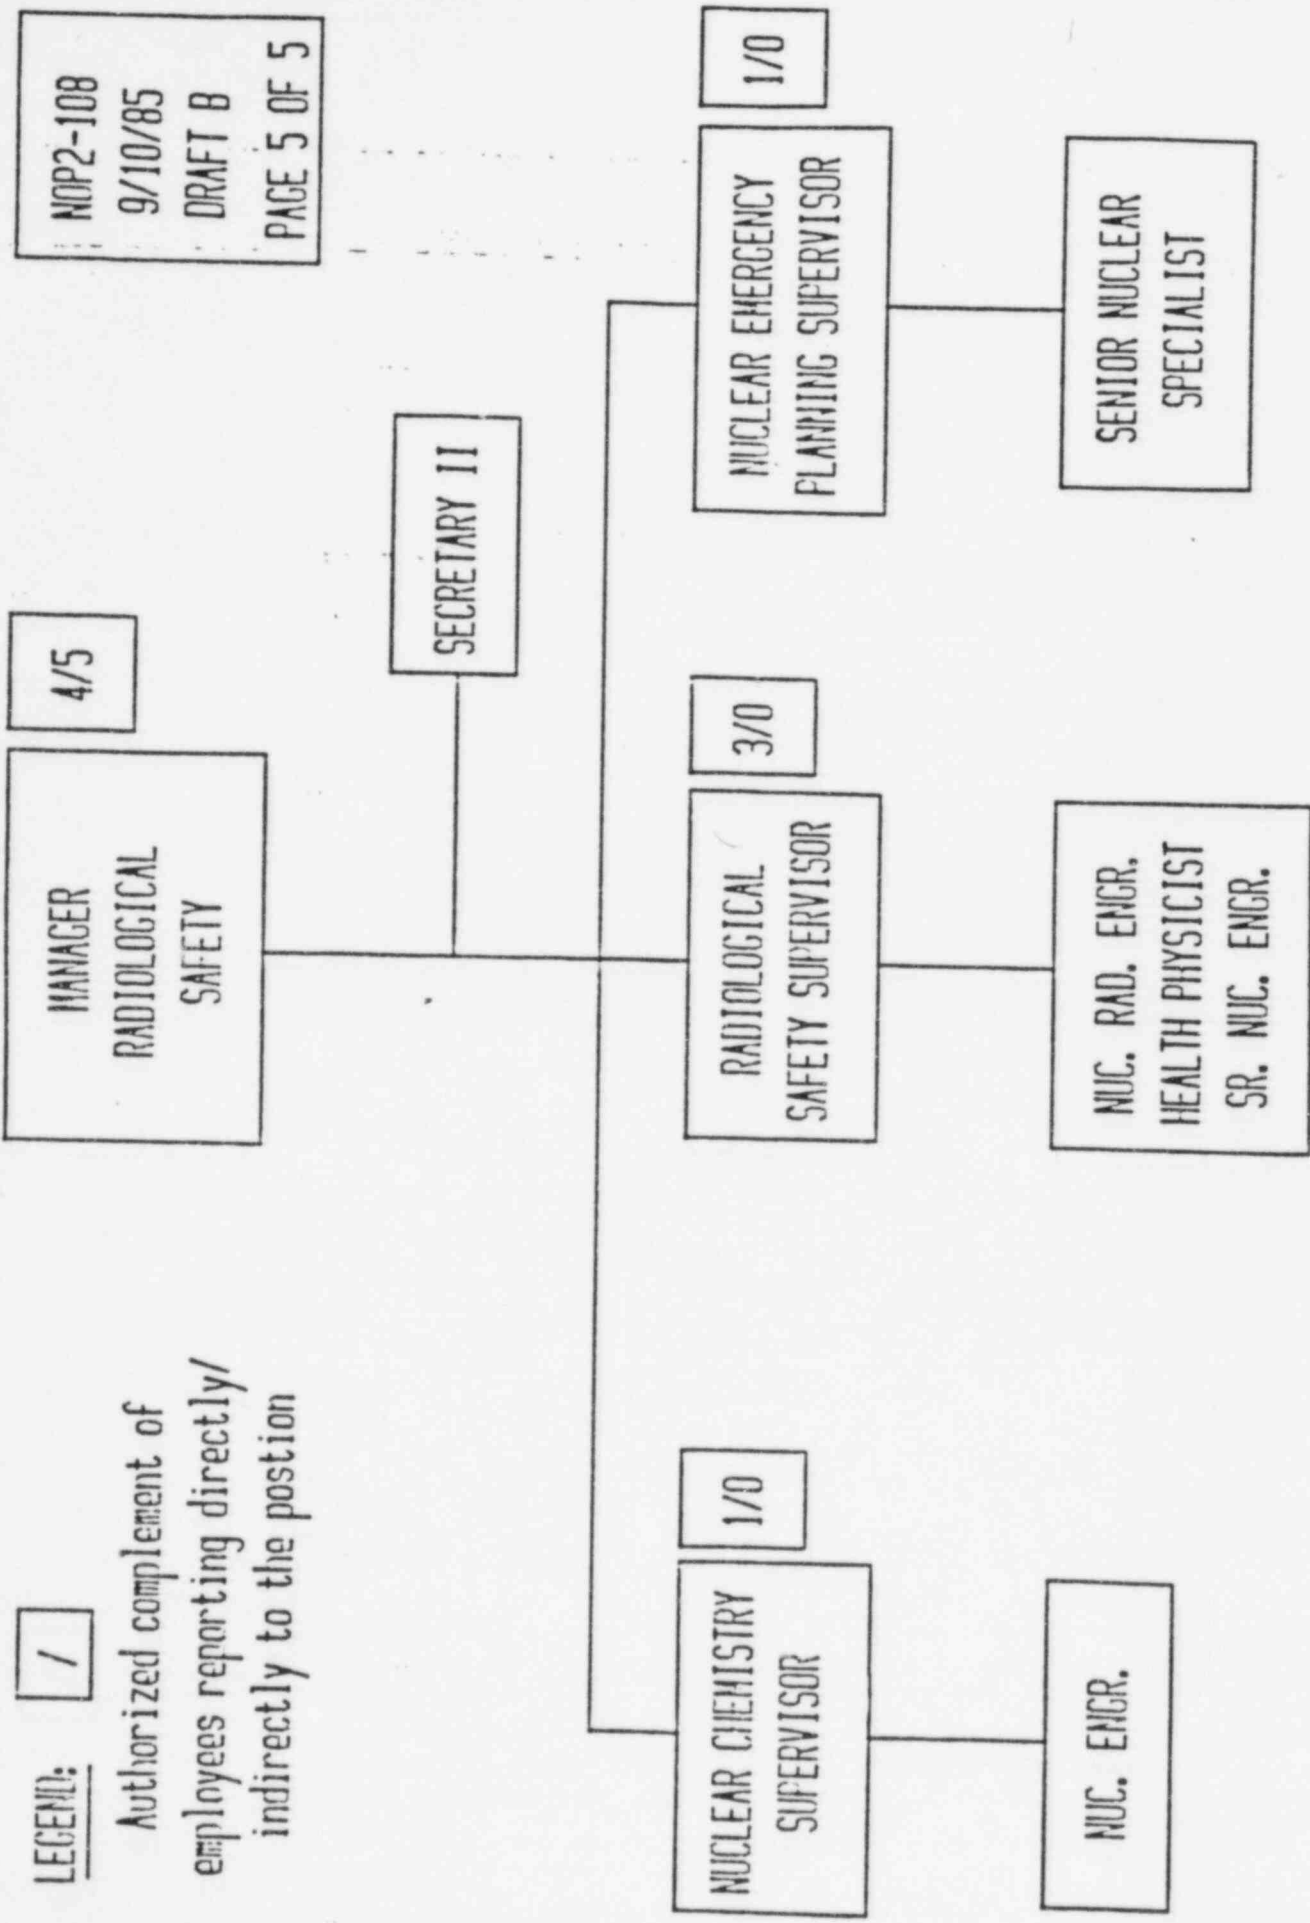 NOP2-108
9/10/85
DRAFT B
PAGE 5 OF 5
LEGEND:
/
Authorized complement of
employees reporting directly/
indirectly to the postion
MANAGER
RADIOLOGICAL
SAFETY
4/5
SECRETARY II
NUCLEAR CHEMISTRY
SUPERVISOR
1/0
RADIOLOGICAL
SAFETY SUPERVISOR
3/0
NUCLEAR EMERGENCY
PLANNING SUPERVISOR
1/0
NUC. ENGR.
NUC. RAD. ENGR.
HEALTH PHYSICIST
SR. NUC. ENGR.
SENIOR NUCLEAR
SPECIALIST